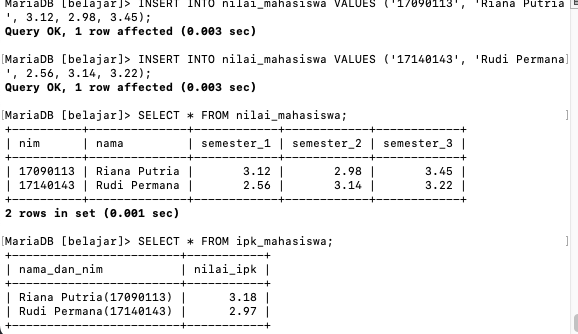 MariaDB [belajar]> INSERT INTO nilai_mahasiswa VALUES ('17090113', 'Riana Putria
', 3.12, 2.98, 3.45);
Query OK, 1 row affected (0.003 sec)
[MariaDB [belajar]> INSERT INTO nilai_mahasiswa VALUES ('17140143', 'Rudi Permana]
', 2.56, 3.14, 3.22);
Query OK, 1 row affected (0.003 sec)
[MariaDB [belajar]> SELECT * FROM nilai_mahasiswa; ]
+----------+--------------+------------+------------+------------+
| nim | nama | semester_1 | semester_2 | semester_3 |
+----------+--------------+------------+------------+------------+
| 17090113 | Riana Putria | 3.12 | 2.98 | 3.45 |
| 17140143 | Rudi Permana | 2.56 | 3.14 | 3.22 |
+----------+--------------+------------+------------+------------+
2 rows in set (0.001 sec)
[MariaDB [belajar]> SELECT * FROM ipk_mahasiswa; ]
+------------------------+-----------+
| nama_dan_nim | nilai_ipk |
+------------------------+-----------+
| Riana Putria(17090113) | 3.18 |
| Rudi Permana(17140143) | 2.97 |
+------------------------+-----------+